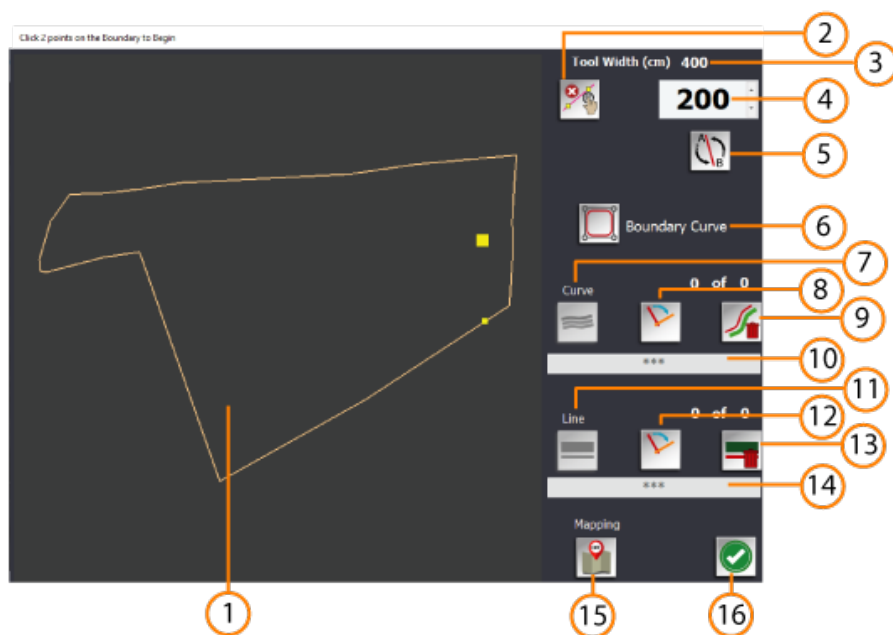 Click 2 points on the Boundary to Begin
2
Tool Width (cm) 400
3
200
4
A
B
5
Boundary Curve
6
7
0 of 0
8
Curve
9
***
10
11
0 of 0
12
Line
13
***
14
Mapping
1
15
16